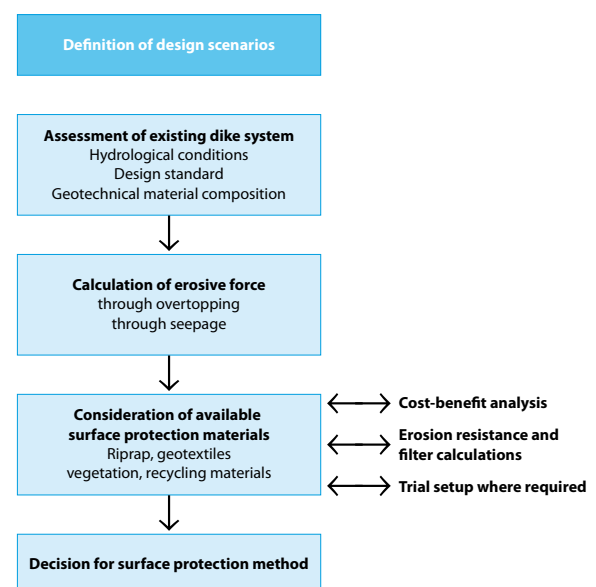 Definition of design scenarios
Assessment of existing dike system
Hydrological conditions
Design standard
Geotechnical material composition
Calculation of erosive force
through overtopping
through seepage
Consideration of available
surface protection materials
Riprap, geotextiles
vegetation, recycling materials
Cost-benefit analysis
Erosion resistance and
filter calculations
Trial setup where required
Decision for surface protection method